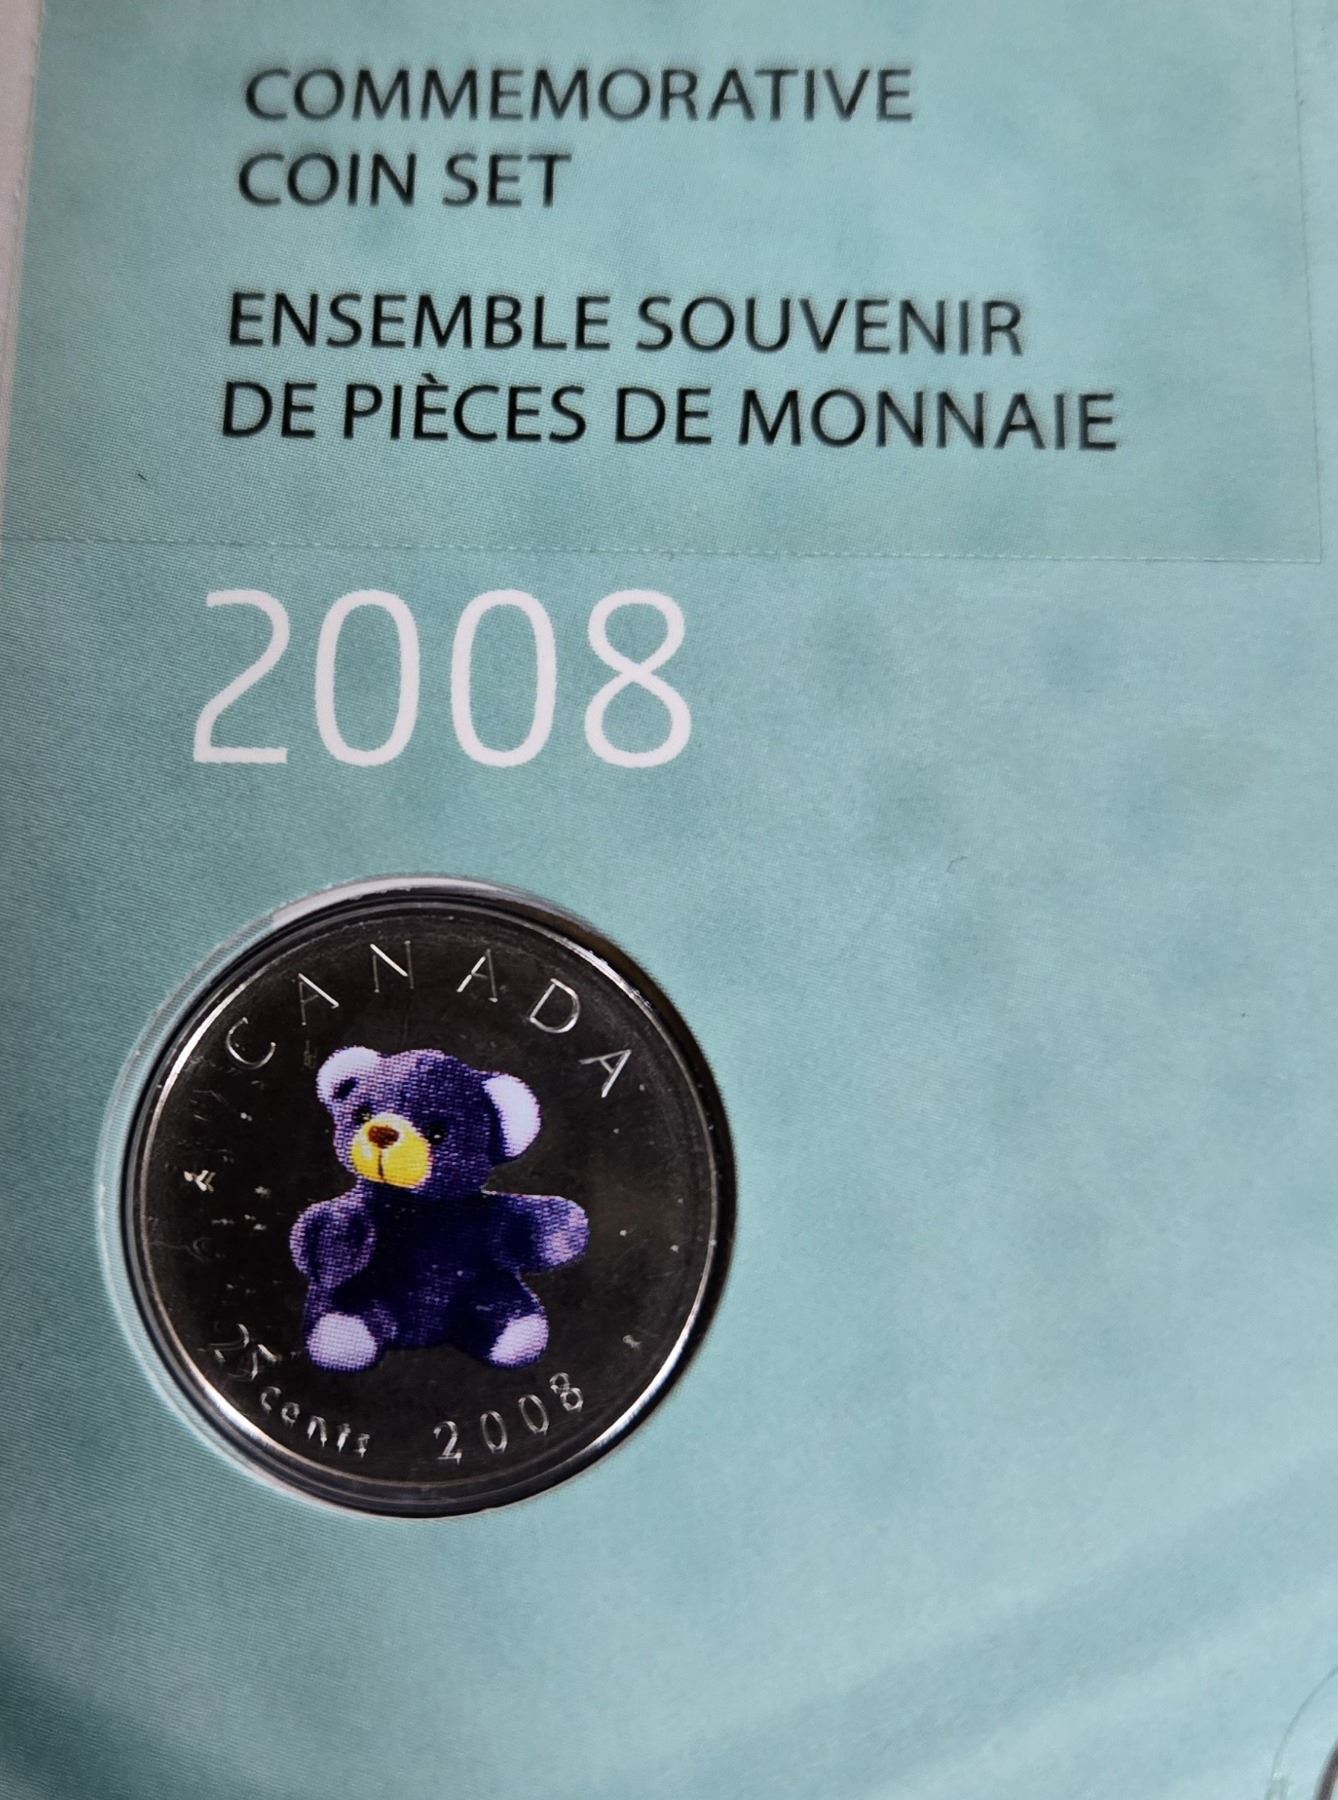 COMMEMORATIVE
COIN SET
ENSEMBLE SOUVENIR
DE PIÈCES DE MONNAIE
2008
CANADA
25 cents 2008